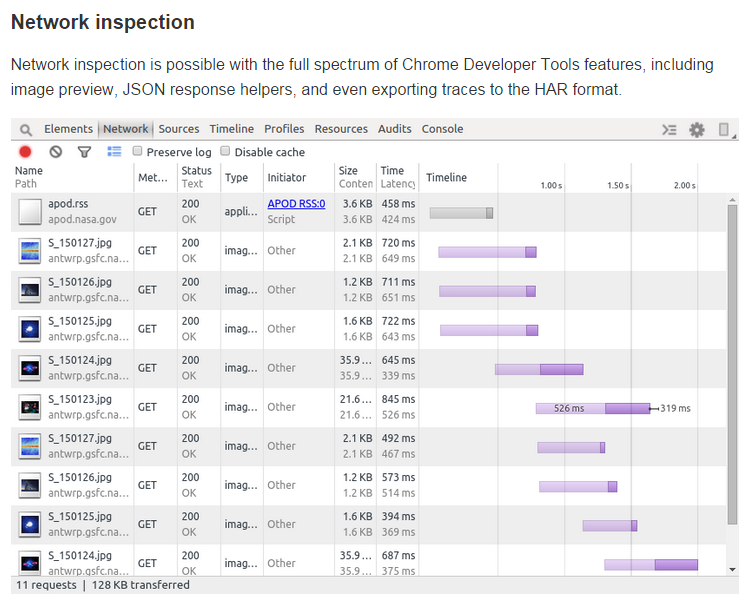 Network inspection
Network inspection is possible with the full spectrum of Chrome Developer Tools features, including
image preview, JSON response helpers, and even exporting traces to the HAR format.
Elements Network Sources Timeline Profiles Resources Audits Console
Preserve log Disable cache
Name Met... Status Type Initiator Size Time Timeline
Path Text Conten Latency 1.00 s 1.50 s 2.00 s
apod.rss GET 200 appli... APOD RSS:0 3.6 KB 458 ms
apod.nasa.gov OK Script 3.6 KB 424 ms
S_150127.jpg GET 200 imag... Other 2.1 KB 720 ms
antwrp.gsfc.na... OK 2.1 KB 649 ms
S_150126.jpg GET 200 imag... Other 1.2 KB 711 ms
antwrp.gsfc.na... OK 1.2 KB 651 ms
S_150125.jpg GET 200 imag... Other 1.6 KB 722 ms
antwrp.gsfc.na... OK 1.6 KB 643 ms
S_150124.jpg GET 200 imag... Other 35.9 ... 645 ms
antwrp.gsfc.na... OK 35.9 ... 339 ms
S_150123.jpg GET 200 imag... Other 21.6 ... 845 ms 526 ms 319 ms
antwrp.gsfc.na... OK 21.6 ... 526 ms
S_150127.jpg GET 200 imag... Other 2.1 KB 492 ms
antwrp.gsfc.na... OK 2.1 KB 467 ms
S_150126.jpg GET 200 imag... Other 1.2 KB 573 ms
antwrp.gsfc.na... OK 1.2 KB 514 ms
S_150125.jpg GET 200 imag... Other 1.6 KB 394 ms
antwrp.gsfc.na... OK 1.6 KB 369 ms
S_150124.jpg GET 200 imag... Other 35.9 ... 687 ms
antwrp.gsfc.na... OK 35.9 ... 375 ms
11 requests | 128 KB transferred